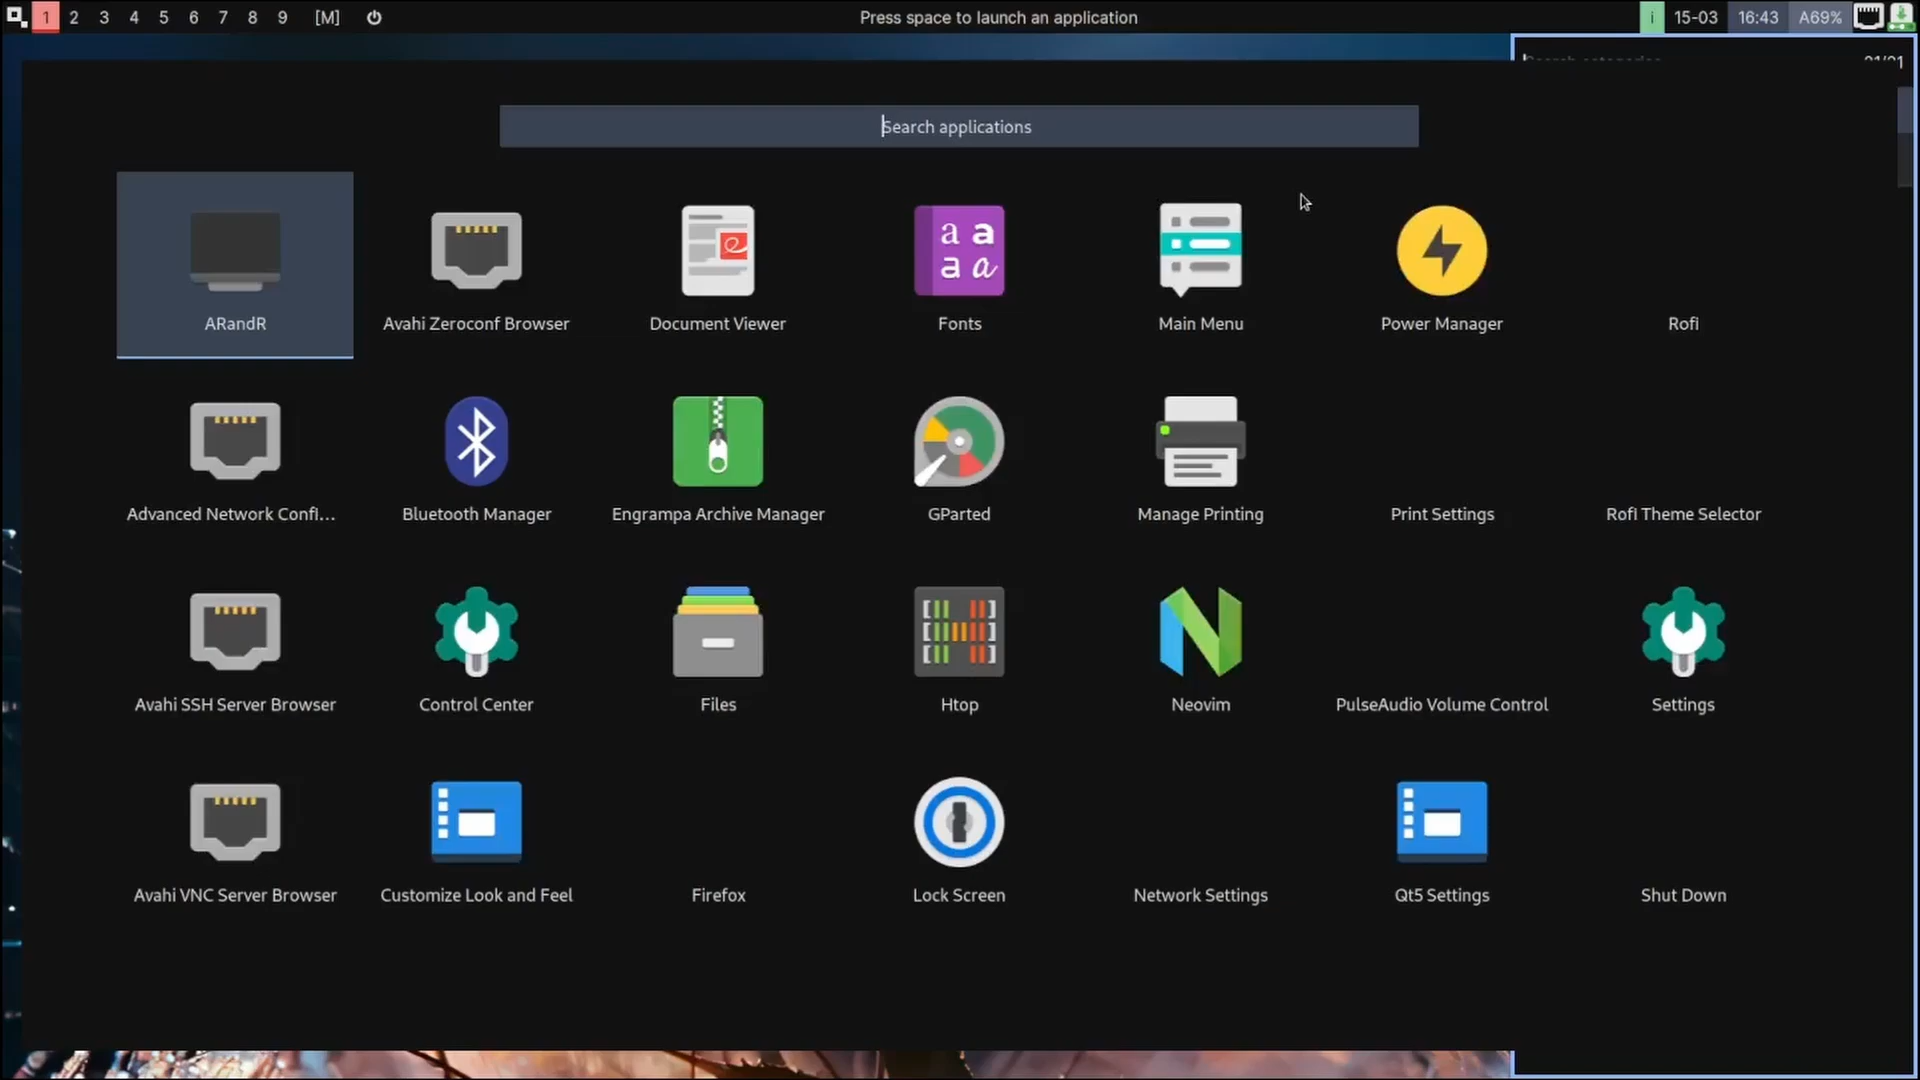 1 2 3 4 5 6 7 8 9 [M] Press space to launch an application i 15-03 16:43 A69%
Search applications
ARandR Avahi Zeroconf Browser Document Viewer Fonts Main Menu Power Manager Rofi
Advanced Network Confi... Bluetooth Manager Engrampa Archive Manager GParted Manage Printing Print Settings Rofi Theme Selector
Avahi SSH Server Browser Control Center Files Htop Neovim PulseAudio Volume Control Settings
Avahi VNC Server Browser Customize Look and Feel Firefox Lock Screen Network Settings Qt5 Settings Shut Down